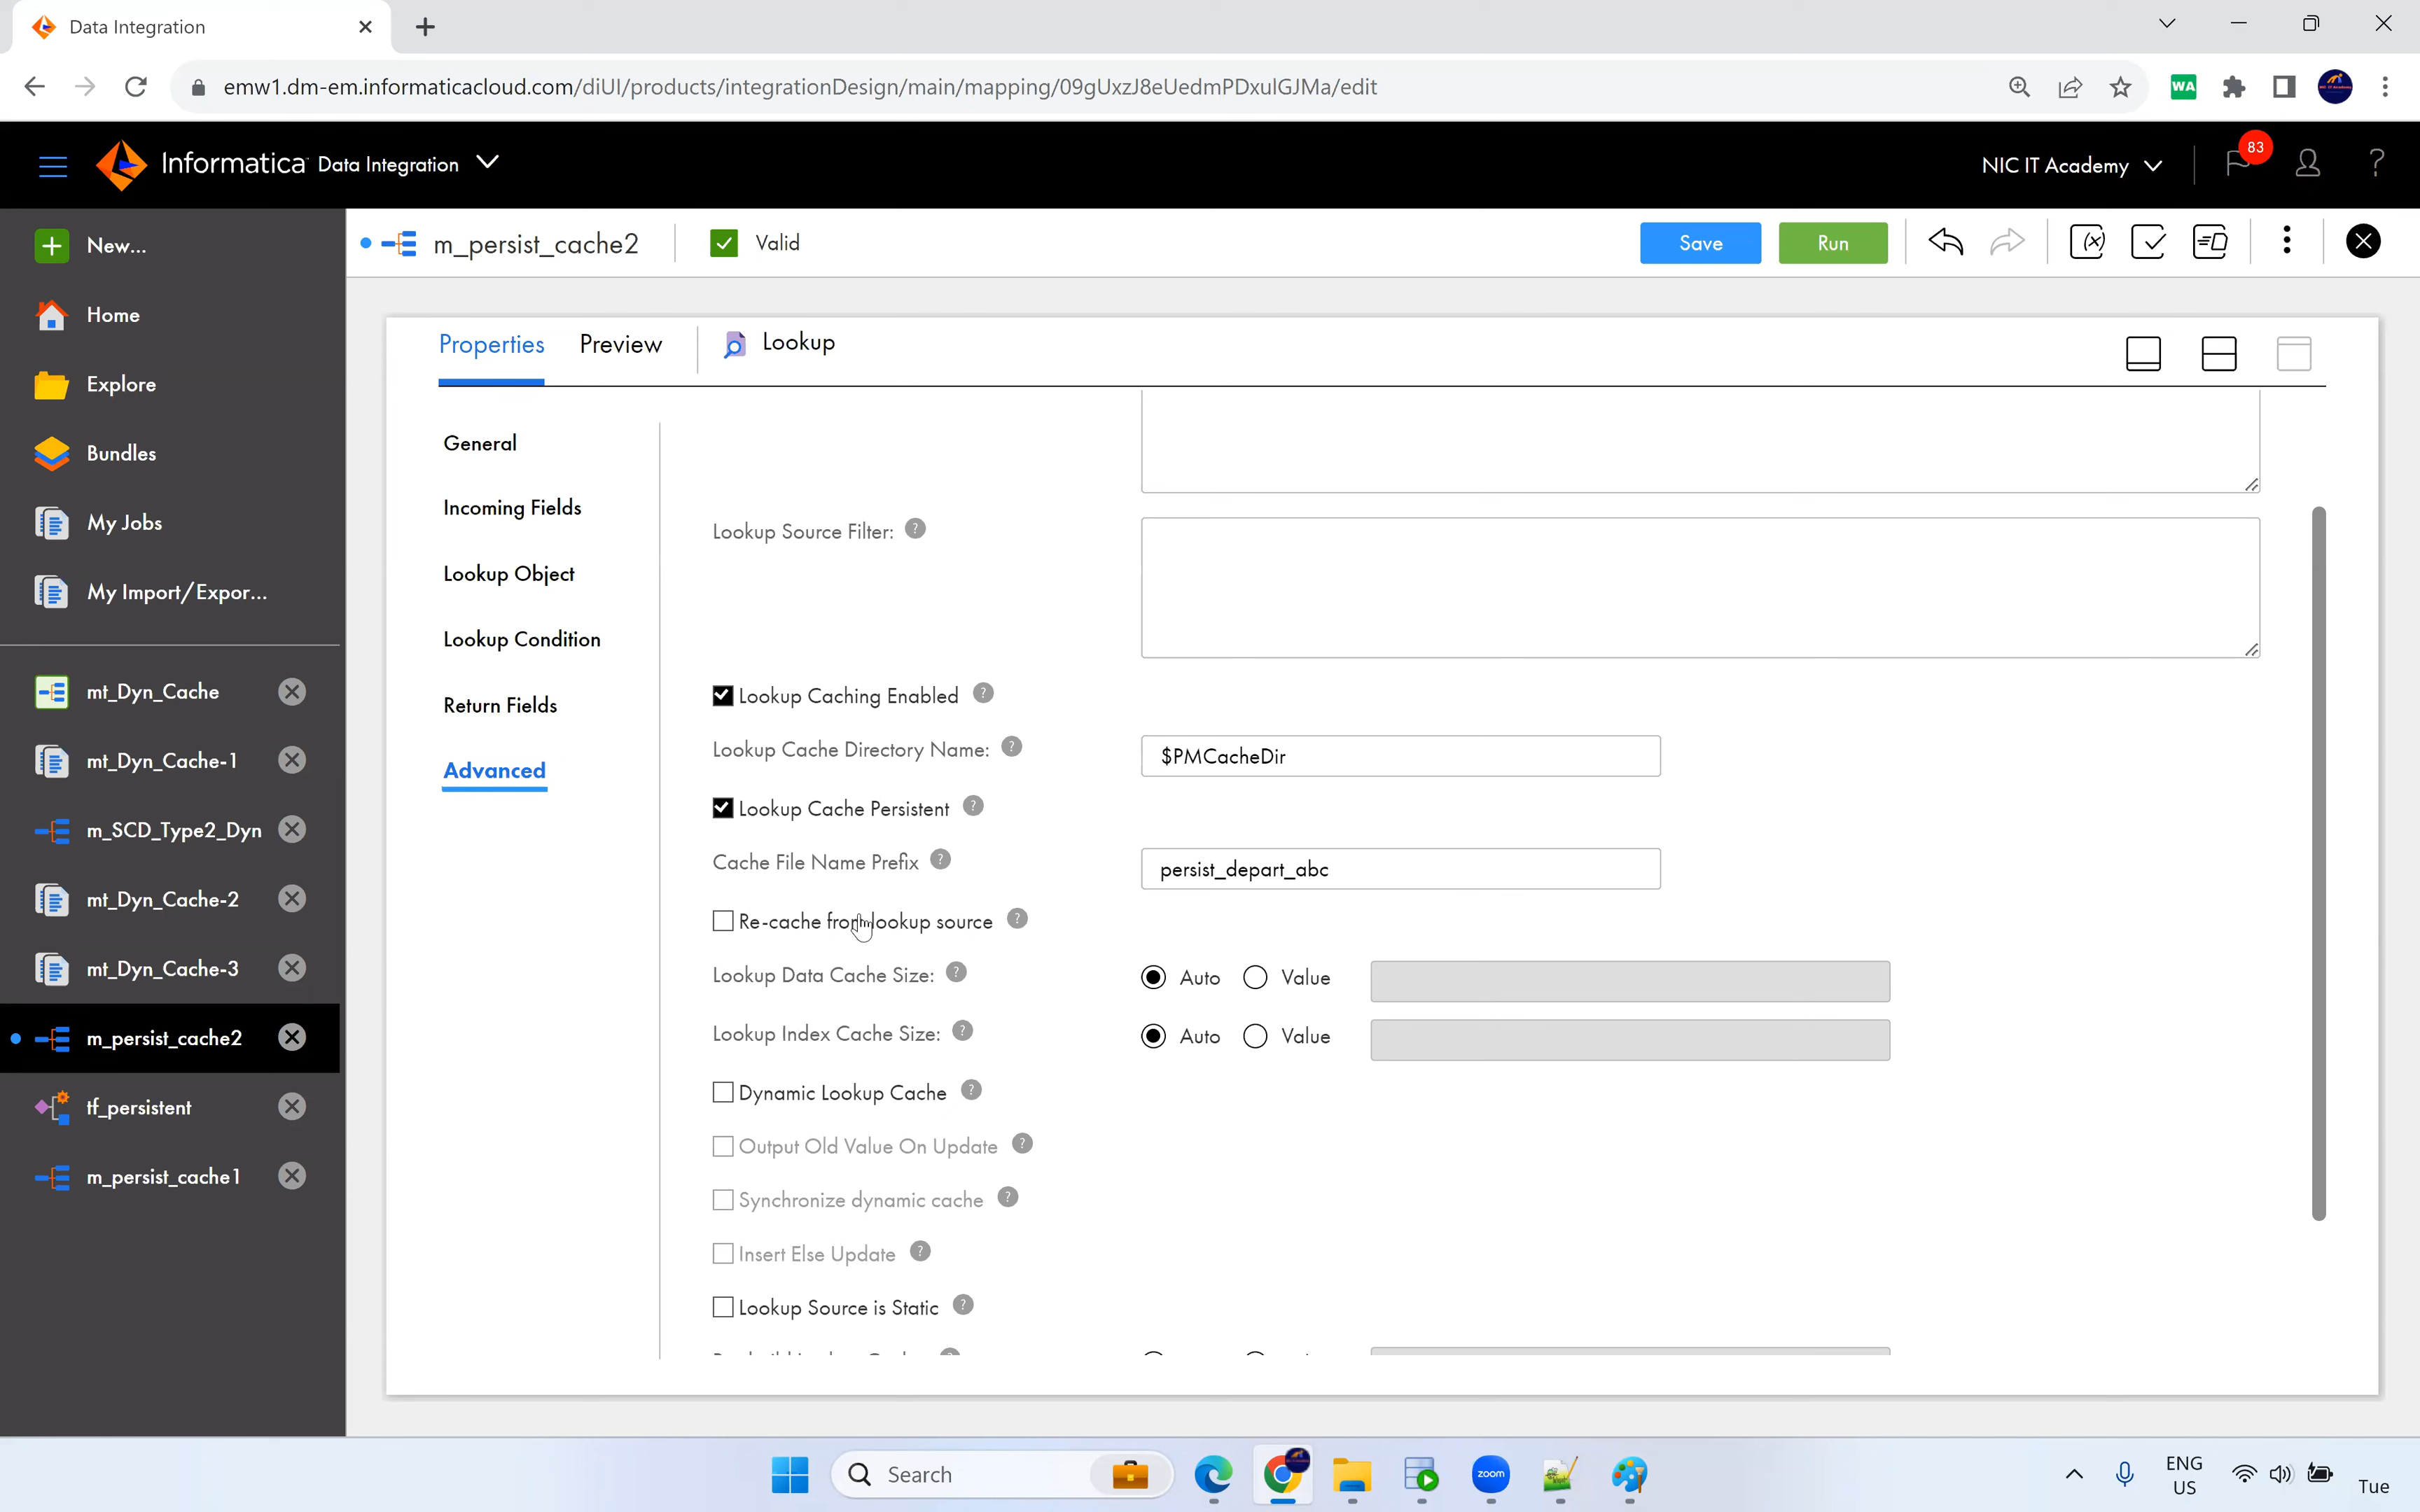 Data Integration
emw1.dm-em.informaticacloud.com/diUI/products/integrationDesign/main/mapping/09gUxzJ8eUedmPDxulGJMa/edit
WA
Informatica Data Integration
NIC IT Academy
83
?
New...
m_persist_cache2
Valid
Save
Run
Home
Explore
Bundles
My Jobs
My Import/Expor...
mt_Dyn_Cache
mt_Dyn_Cache-1
m_SCD_Type2_Dyn
mt_Dyn_Cache-2
mt_Dyn_Cache-3
m_persist_cache2
tf_persistent
m_persist_cache1
Properties
Preview
Lookup
General
Incoming Fields
Lookup Object
Lookup Condition
Return Fields
Advanced
Lookup Source Filter: ?
Lookup Caching Enabled ?
Lookup Cache Directory Name: ? $PMCacheDir
Lookup Cache Persistent ?
Cache File Name Prefix ? persist_depart_abc
Re-cache from lookup source ?
Lookup Data Cache Size: ? Auto Value
Lookup Index Cache Size: ? Auto Value
Dynamic Lookup Cache ?
Output Old Value On Update ?
Synchronize dynamic cache ?
Insert Else Update ?
Lookup Source is Static ?
Search
zoom
ENG
US
Tue